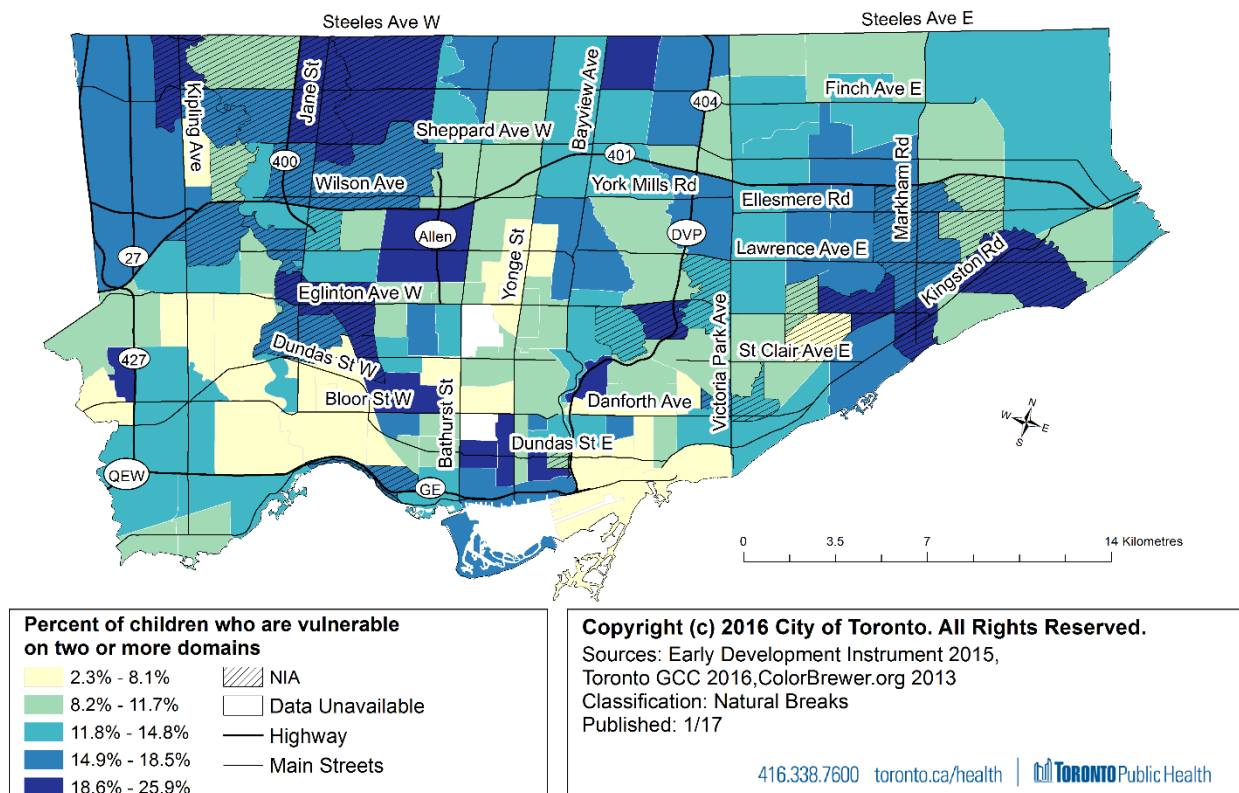 Steeles Ave W
Steeles Ave E
Kipling Ave
Jane St
Bayview Ave
404
Finch Ave E
Sheppard Ave W
400
401
Markham Rd
Wilson Ave
York Mills Rd
Ellesmere Rd
Allen
Yonge St
DVP
Lawrence Ave E
27
Kingston Rd
Eglinton Ave W
Victoria Park Ave
427
Dundas St W
St Clair Ave E
Bloor St W
Bathurst St
Danforth Ave
Dundas St E
N
W
E
S
QEW
GE
0
3.5
7
14 Kilometres
Percent of children who are vulnerable
on two or more domains
2.3% - 8.1%
8.2% - 11.7%
11.8% - 14.8%
14.9% - 18.5%
18.6% - 25.9%
NIA
Data Unavailable
Highway
Main Streets
Copyright (c) 2016 City of Toronto. All Rights Reserved.
Sources: Early Development Instrument 2015,
Toronto GCC 2016,ColorBrewer.org 2013
Classification: Natural Breaks
Published: 1/17
416.338.7600 toronto.ca/health
TORONTO Public Health